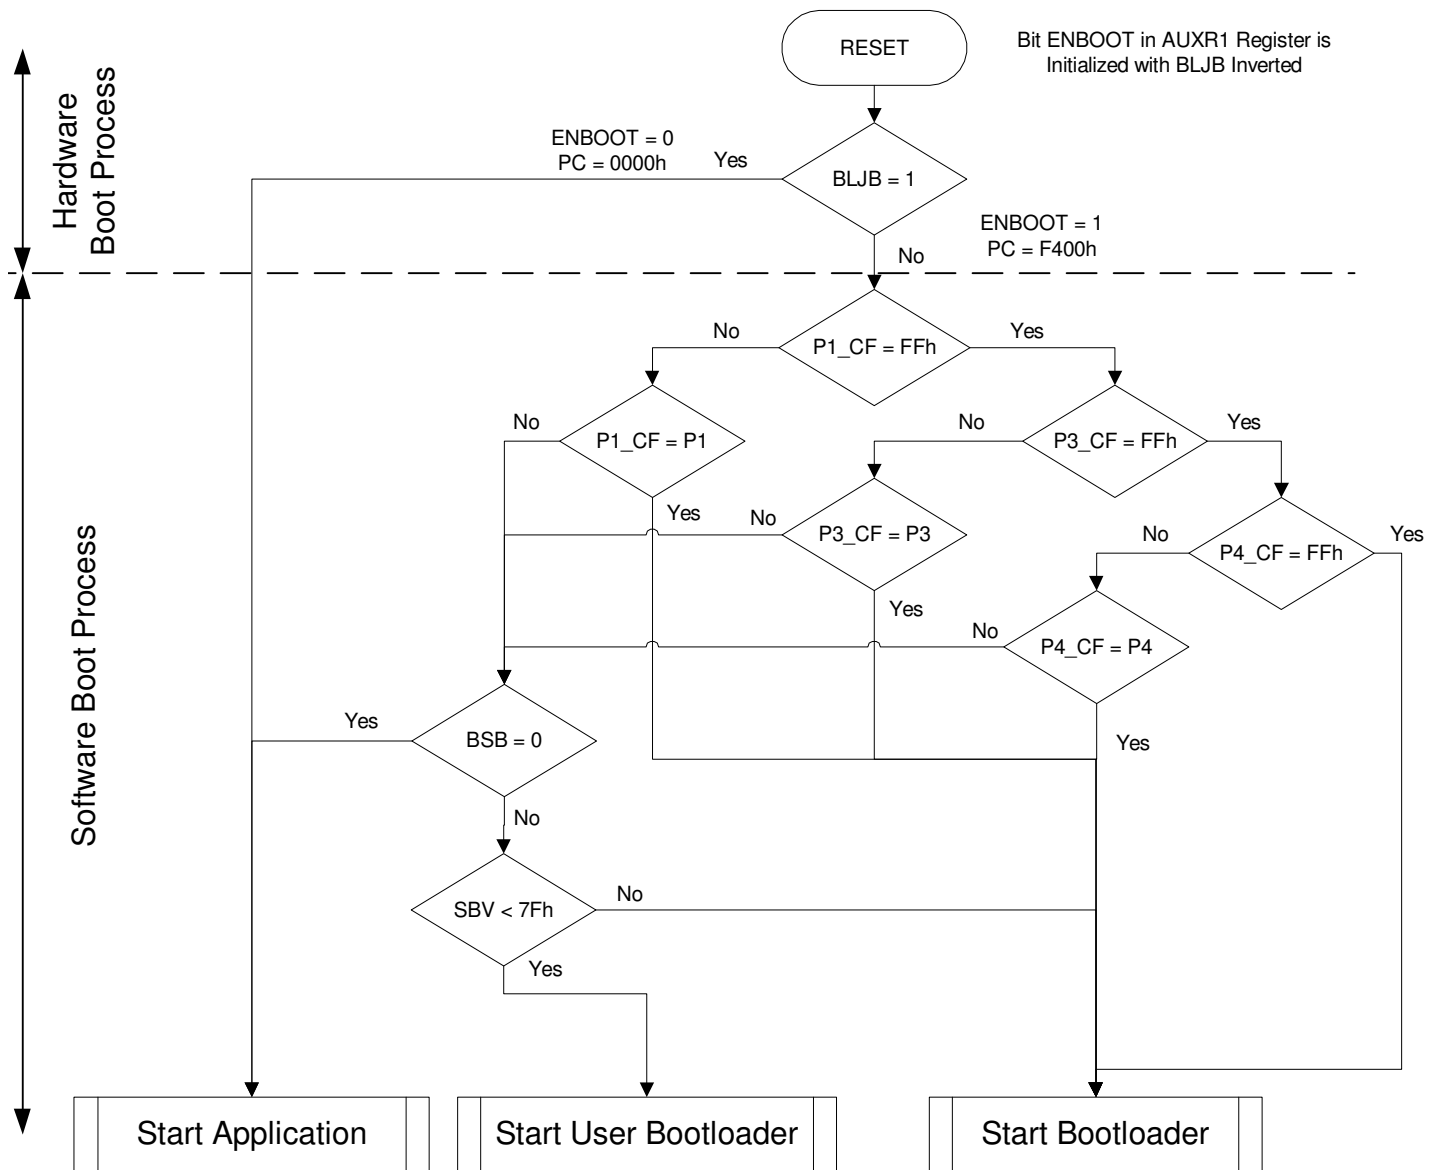 RESET
Bit ENBOOT in AUXR1 Register is
Initialized with BLJB Inverted
Hardware
Boot Process
ENBOOT = 0
PC = 0000h
Yes
BLJB = 1
ENBOOT = 1
PC = F400h
No
No
P1_CF = FFh
Yes
No
P1_CF = P1
No
P3_CF = FFh
Yes
Yes
No
P3_CF = P3
No
P4_CF = FFh
Yes
Software Boot Process
Yes
No
P4_CF = P4
Yes
BSB = 0
Yes
No
SBV < 7Fh
No
Yes
Start Application
Start User Bootloader
Start Bootloader